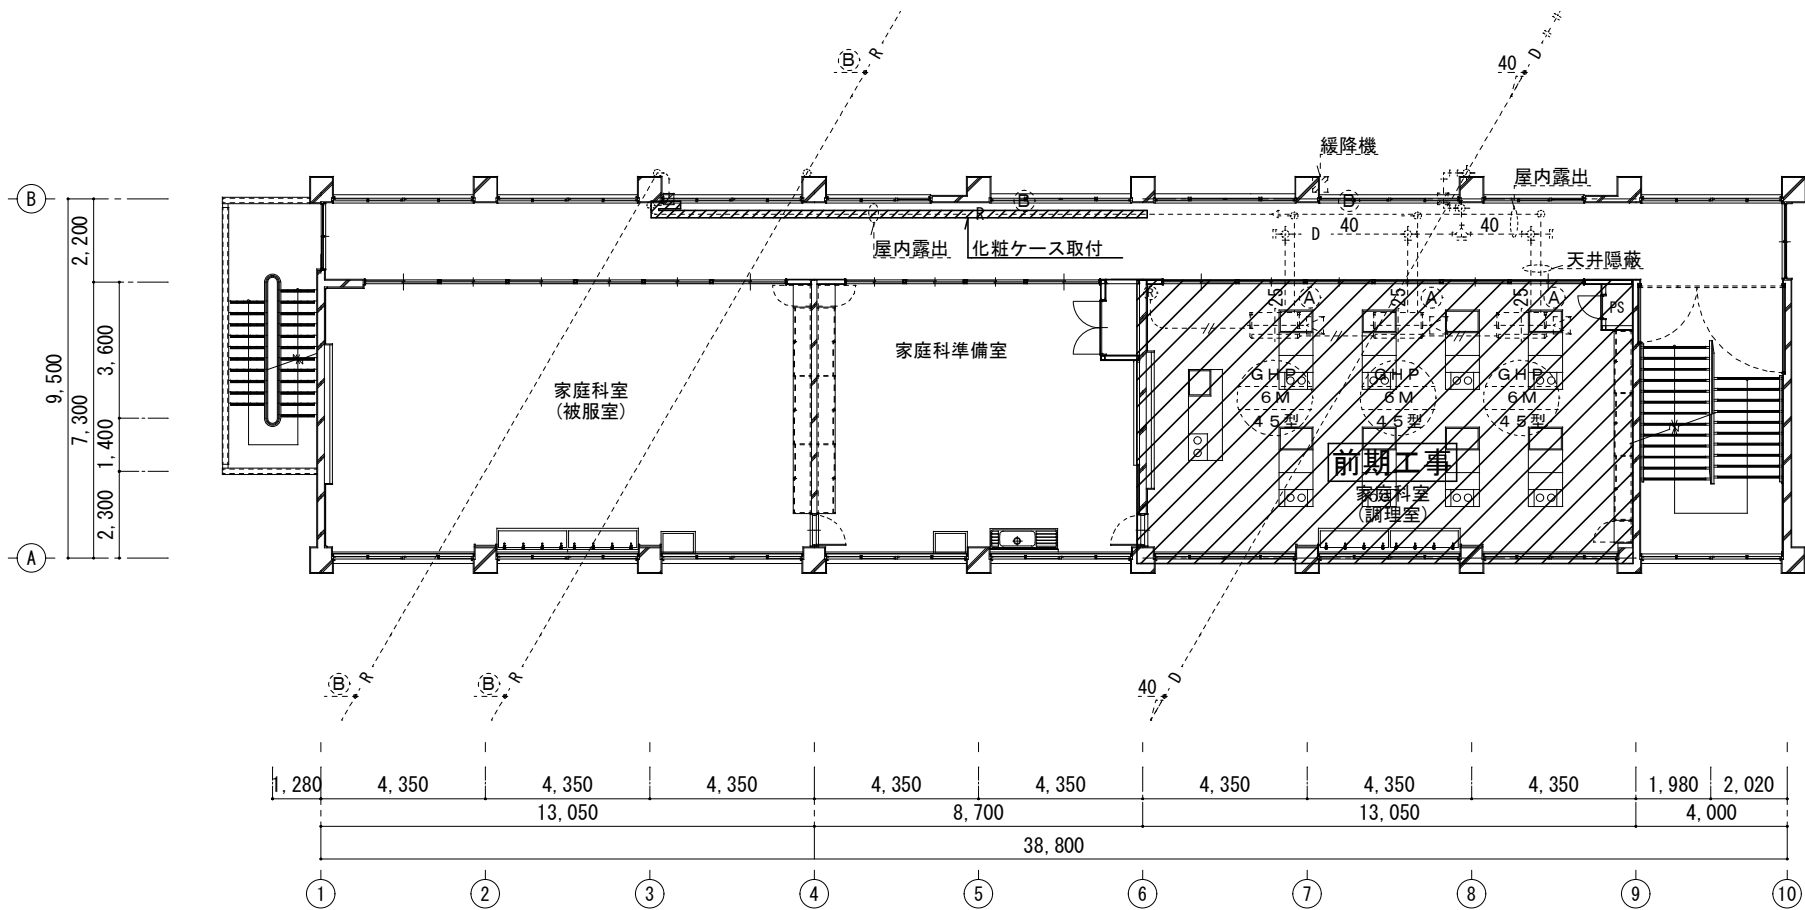 Ⓑ R
40 D
緩降機
屋内露出
B
2,200
Ⓑ
Ⓑ
R
40
40
D
屋内露出
化粧ケース取付
天井隠蔽
R
25 Ⓐ
25 Ⓐ
25 Ⓐ
PS
9,500
3,600
7,300
1,400
2,300
家庭科準備室
家庭科室
(被服室)
GHP
6M
45型
GHP
6M
45型
GHP
6M
45型
前期工事
家庭科室
(調理室)
A
Ⓑ R
Ⓑ R
40 D
1,280 4,350 4,350 4,350 4,350 4,350 4,350 4,350 4,350 1,980 2,020
13,050 8,700 13,050 4,000
38,800
1 2 3 4 5 6 7 8 9 10